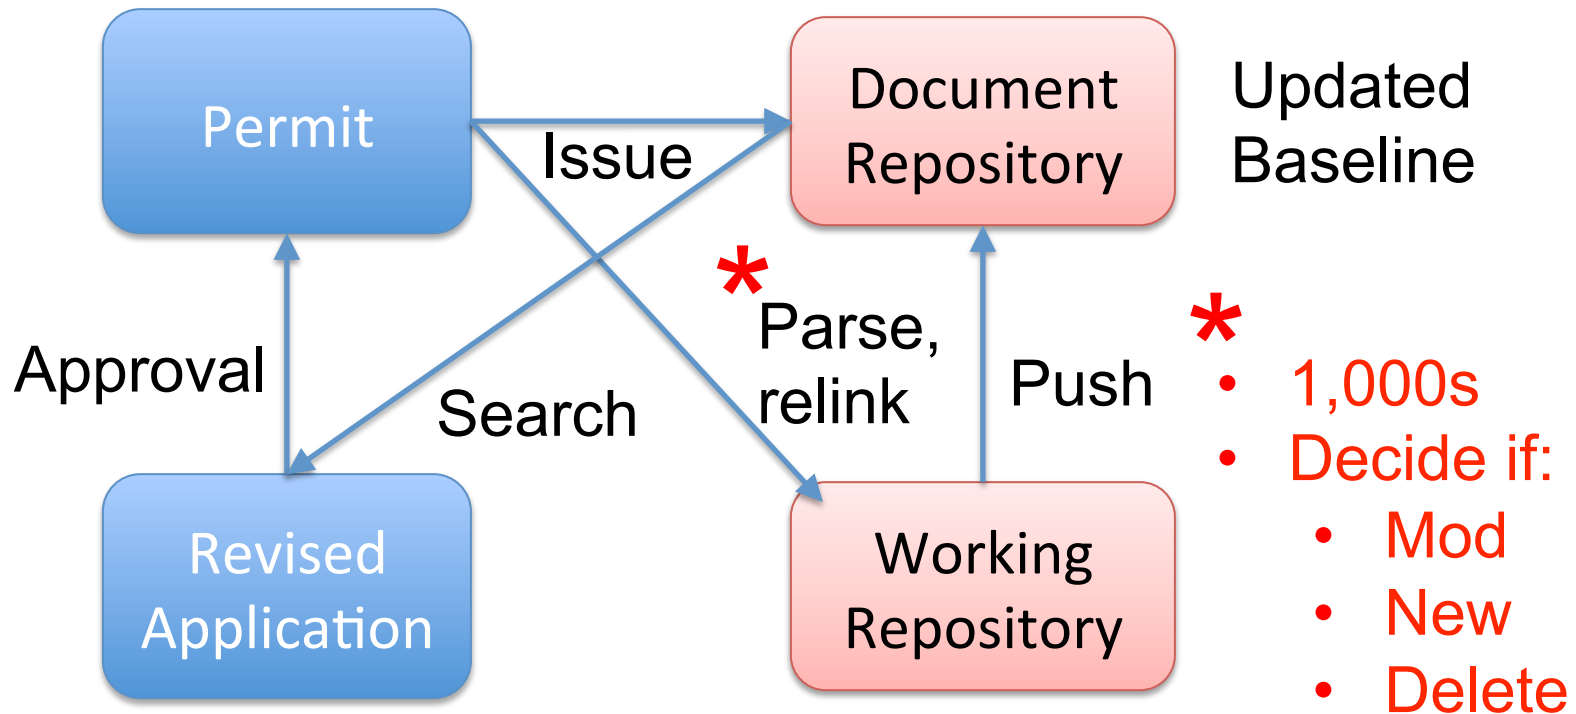 Permit
Document
Repository
Updated
Baseline
Issue
*
Parse,
relink
Approval
Search
Push
*
• 1,000s
• Decide if:
• Mod
• New
• Delete
Revised
Application
Working
Repository